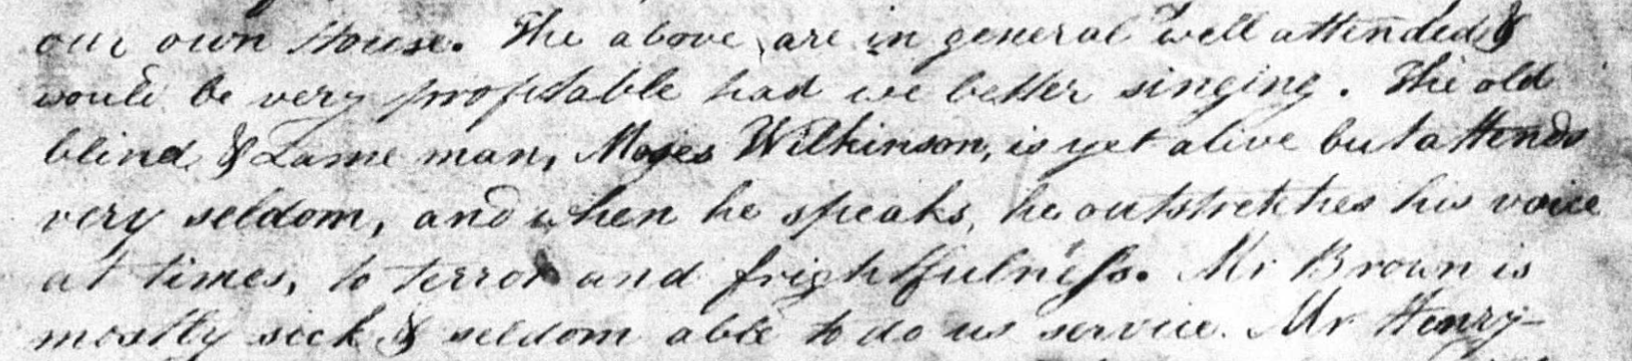 our own House. The above are in general well attended &
would be very profitable had we better singing. The old
blind & Lame man, Moses Wilkinson, is yet alive but attends
very seldom, and when he speaks, he outstretches his voice
at times, to terror and frightfulness. Mr Brown is
mostly sick & seldom able to do us service. Mr Henry